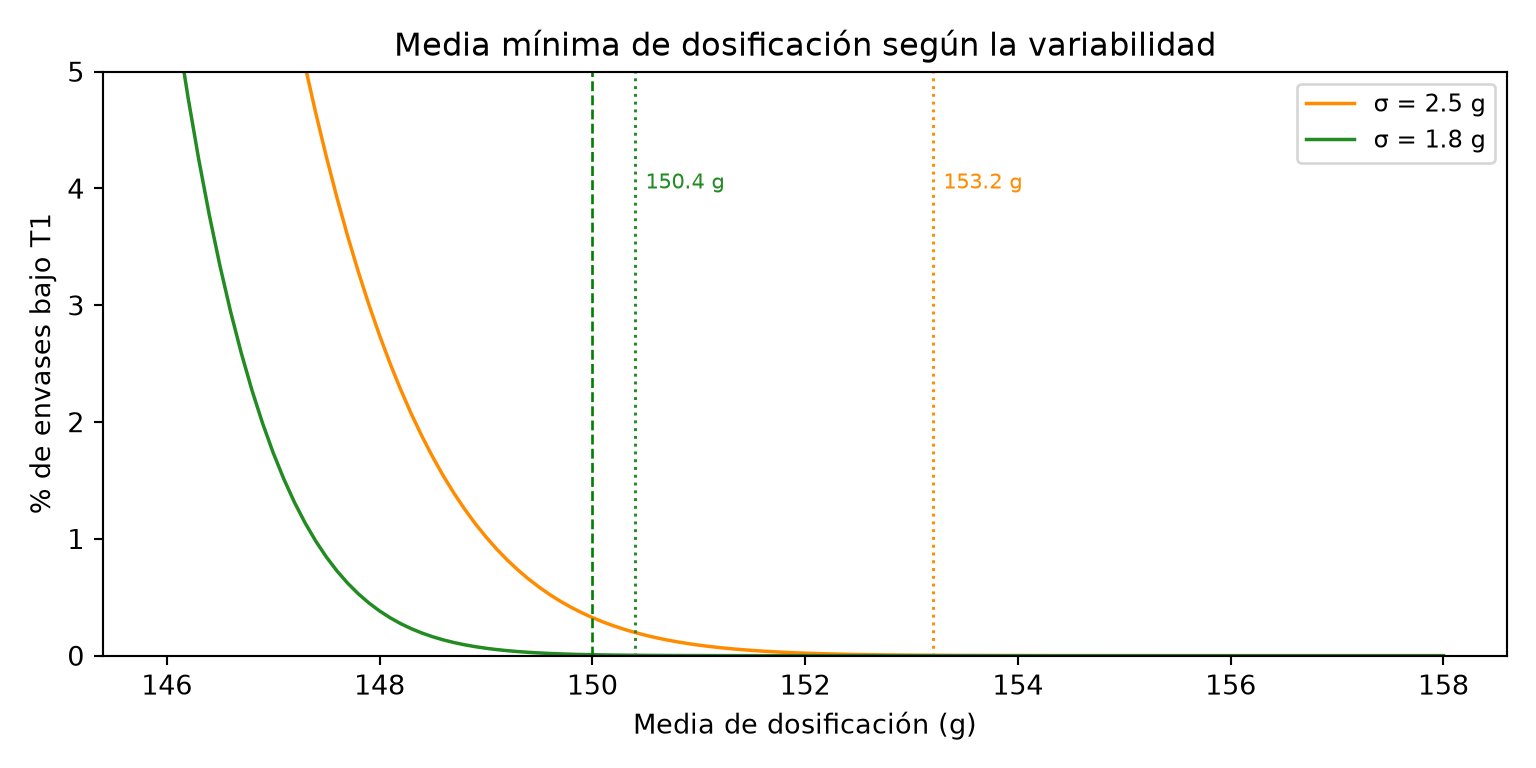 Media mínima de dosificación según la variabilidad
% de envases bajo T1
5
4
3
2
1
0
150.4 g
153.2 g
σ = 2.5 g
σ = 1.8 g
146
148
150
152
154
156
158
Media de dosificación (g)